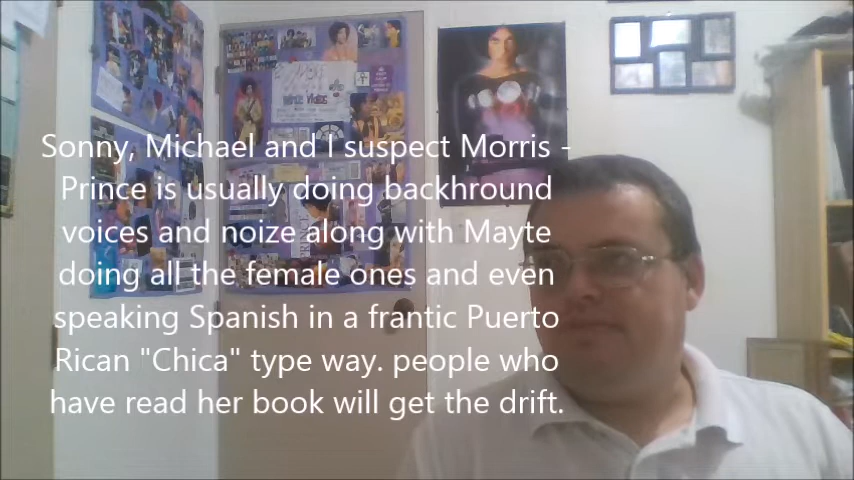 Sonny, Michael and I suspect Morris -
Prince is usually doing backhround
voices and noize along with Mayte
doing all the female ones and even
speaking Spanish in a frantic Puerto
Rican "Chica" type way. people who
have read her book will get the drift.